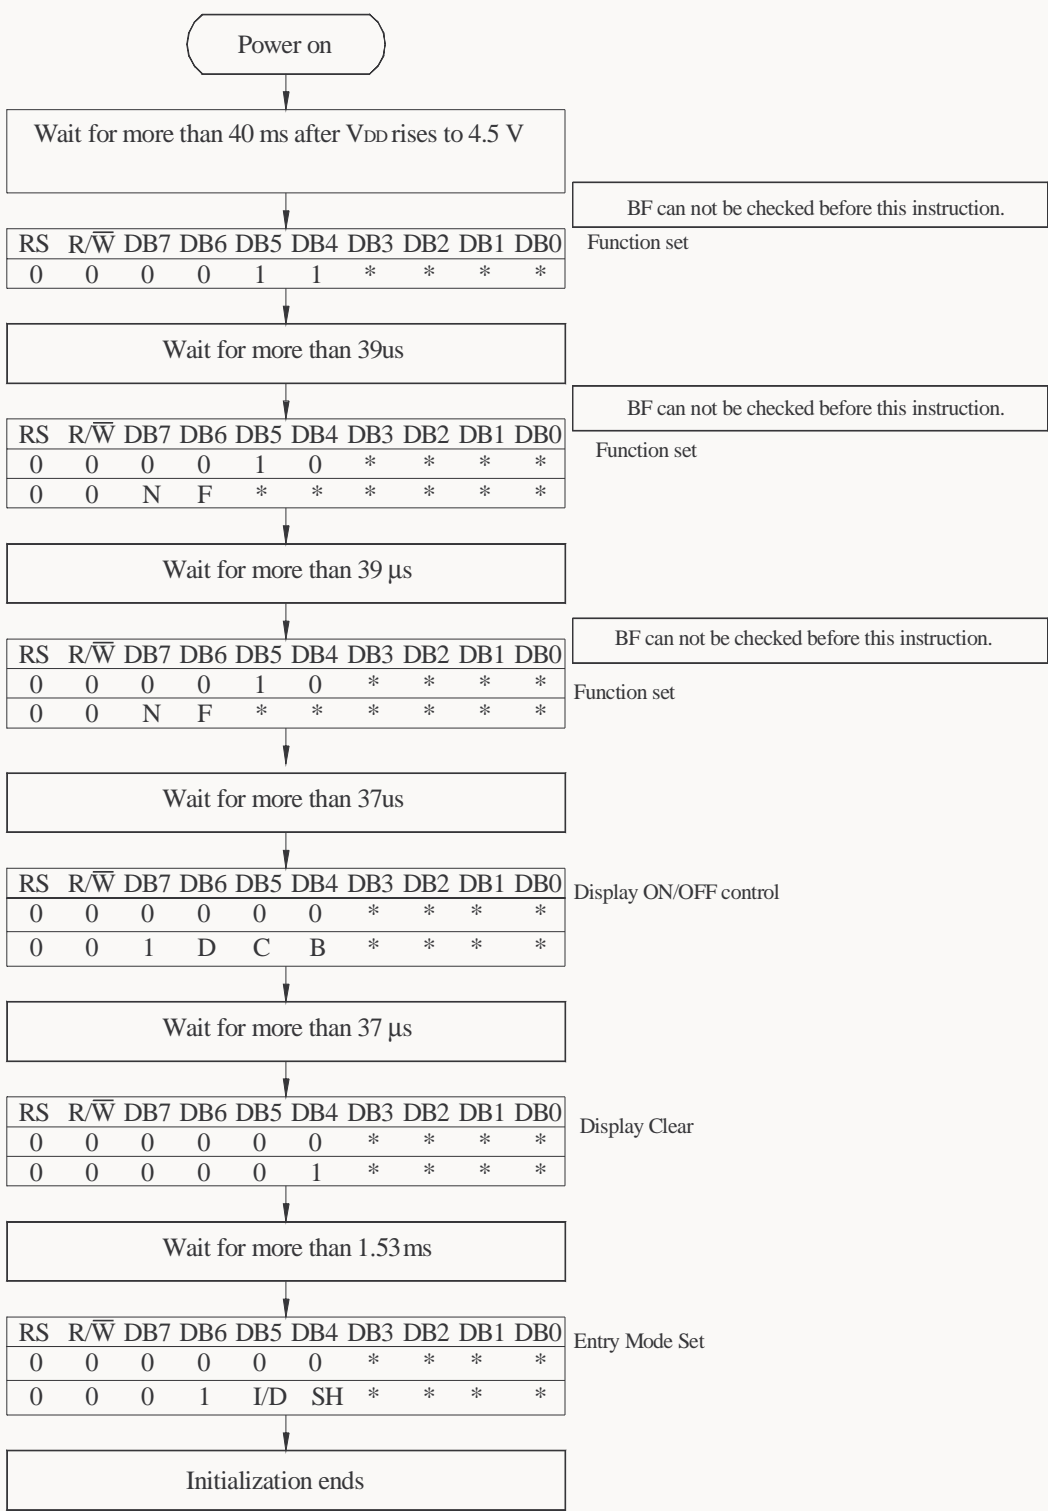 Power on
Wait for more than 40 ms after VDD rises to 4.5 V
BF can not be checked before this instruction.
RS R/W̅ DB7 DB6 DB5 DB4 DB3 DB2 DB1 DB0
Function set
0 0 0 0 1 1 * * * *
Wait for more than 39us
BF can not be checked before this instruction.
RS R/W̅ DB7 DB6 DB5 DB4 DB3 DB2 DB1 DB0
Function set
0 0 0 0 1 0 * * * *
0 0 N F * * * * * *
Wait for more than 39 μs
BF can not be checked before this instruction.
RS R/W̅ DB7 DB6 DB5 DB4 DB3 DB2 DB1 DB0
0 0 0 0 1 0 * * * *
Function set
0 0 N F * * * * * *
Wait for more than 37us
RS R/W̅ DB7 DB6 DB5 DB4 DB3 DB2 DB1 DB0
Display ON/OFF control
0 0 0 0 0 0 * * * *
0 0 1 D C B * * * *
Wait for more than 37 μs
RS R/W̅ DB7 DB6 DB5 DB4 DB3 DB2 DB1 DB0
Display Clear
0 0 0 0 0 0 * * * *
0 0 0 0 0 1 * * * *
Wait for more than 1.53ms
RS R/W̅ DB7 DB6 DB5 DB4 DB3 DB2 DB1 DB0
Entry Mode Set
0 0 0 0 0 0 * * * *
0 0 0 1 I/D SH * * * *
Initialization ends